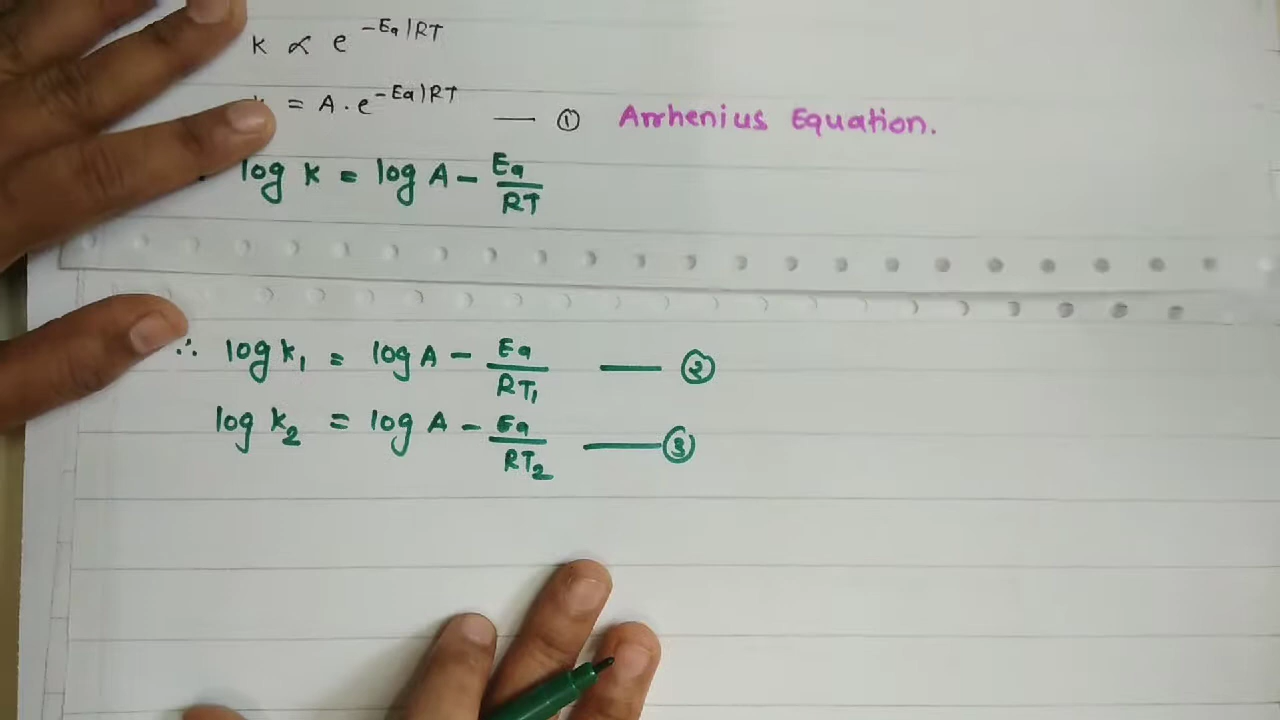 k ∝ e^-Ea/RT
= A . e^-Ea/RT — ① Arrhenius Equation.
log k = log A - Ea/RT
∴ log k₁ = log A - Ea/RT₁ — ②
log k₂ = log A - Ea/RT₂ — ③